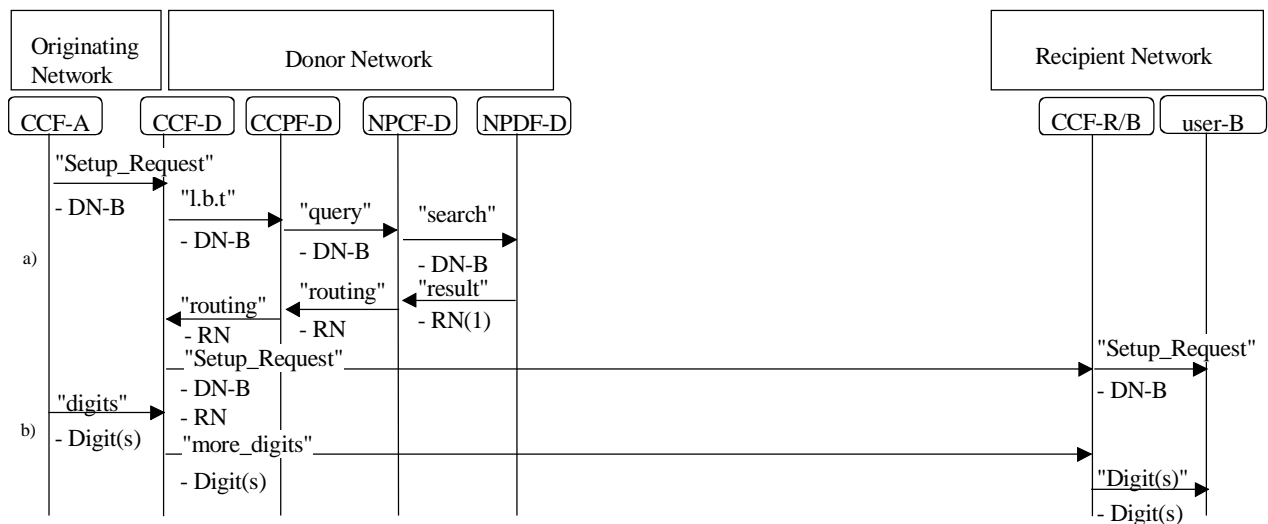 Originating
Network
Donor Network
Recipient Network
CCF-A
CCF-D
CCPF-D
NPCF-D
NPDF-D
CCF-R/B
user-B
"Setup_Request"
- DN-B
"l.b.t"
- DN-B
"query"
- DN-B
"search"
- DN-B
a)
"result"
- RN(1)
"routing"
- RN
"routing"
- RN
"Setup_Request"
- DN-B
- RN
"Setup_Request"
- DN-B
b)
"digits"
- Digit(s)
"more_digits"
- Digit(s)
"Digit(s)"
- Digit(s)